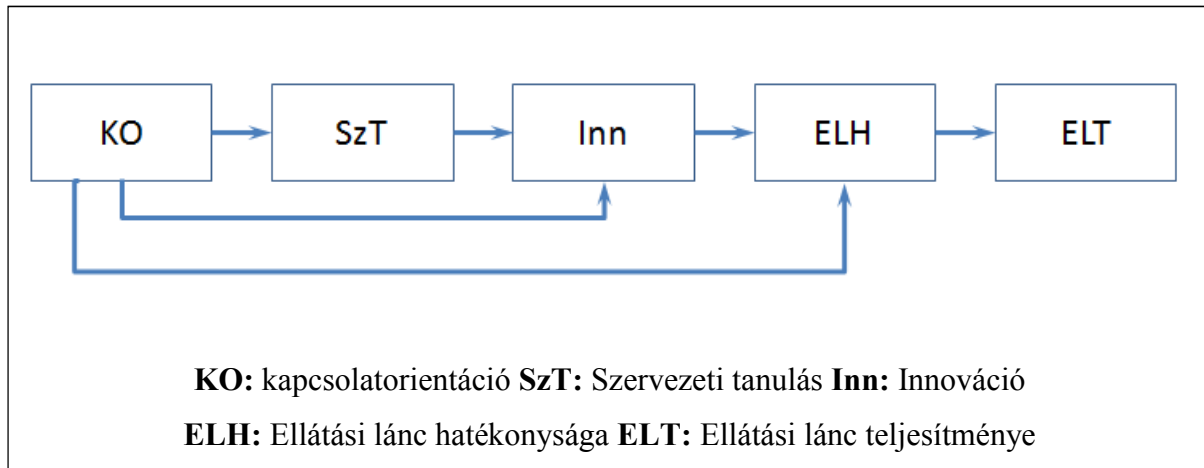 KO SzT Inn ELH ELT
KO: kapcsolatorientáció SzT: Szervezeti tanulás Inn: Innováció
ELH: Ellátási lánc hatékonysága ELT: Ellátási lánc teljesítménye